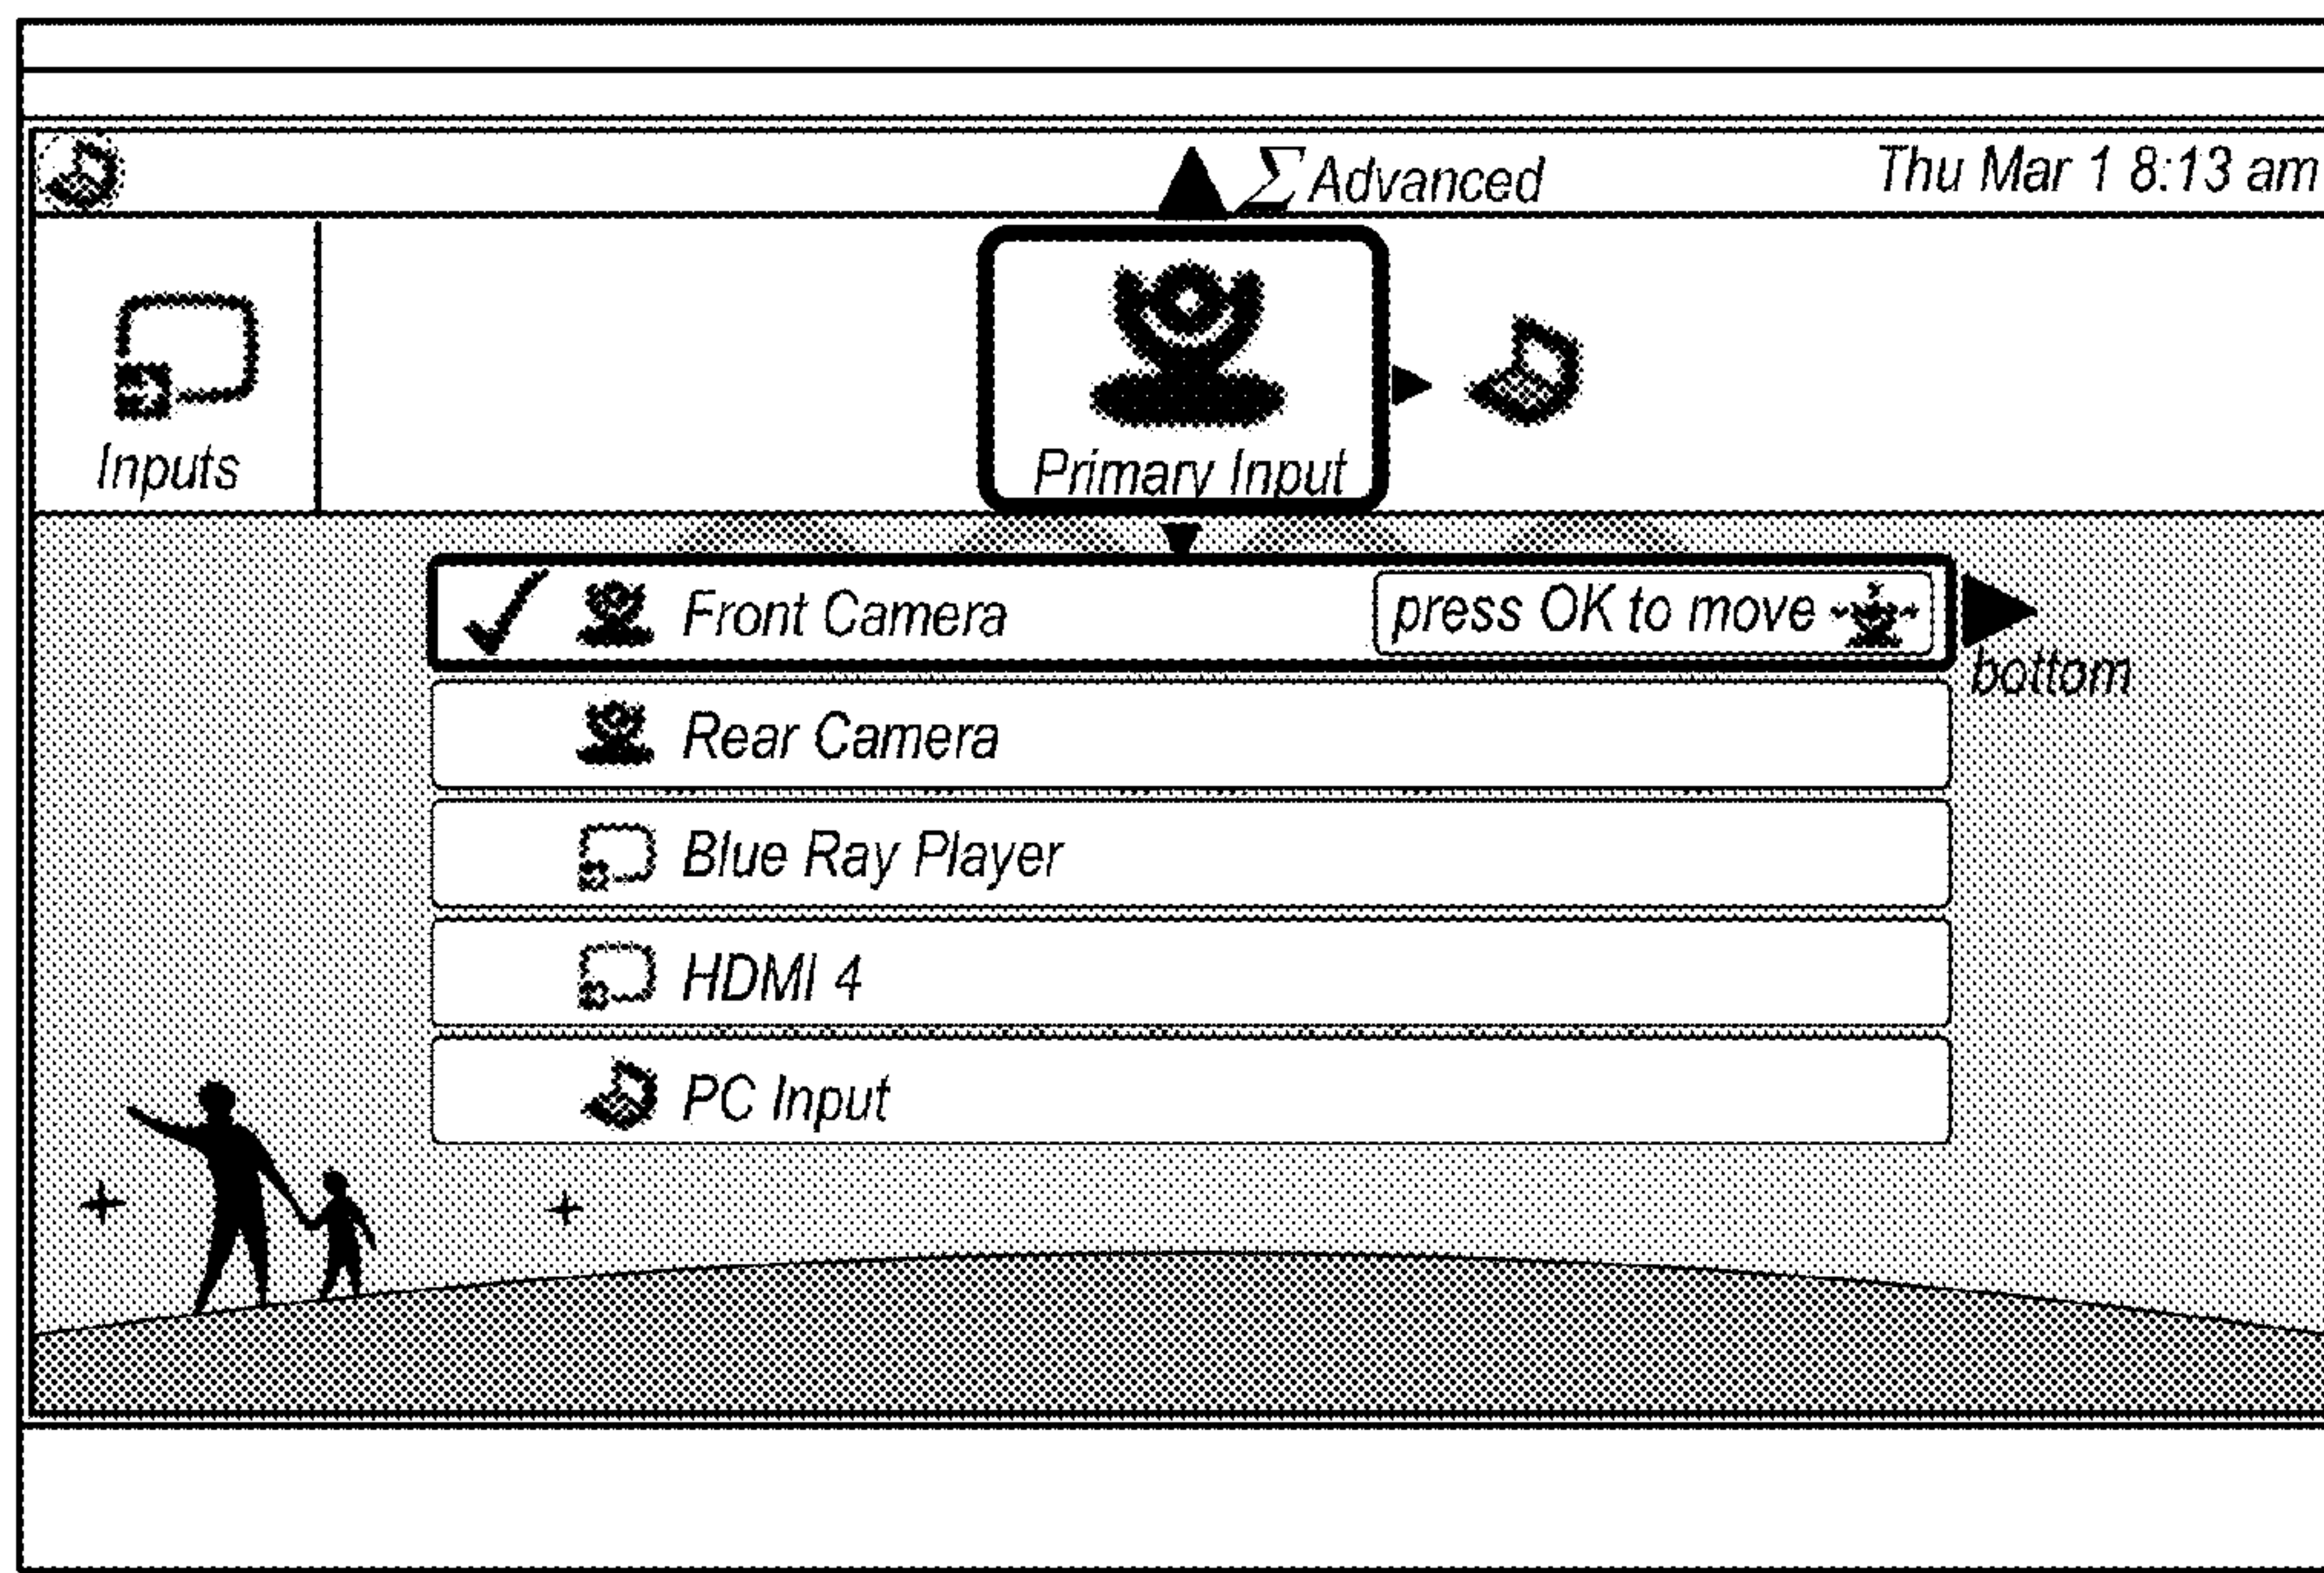 Σ Advanced
Thu Mar 1 8:13 am
Inputs
Primary Input
Front Camera
press OK to move
bottom
Rear Camera
Blue Ray Player
HDMI 4
PC Input